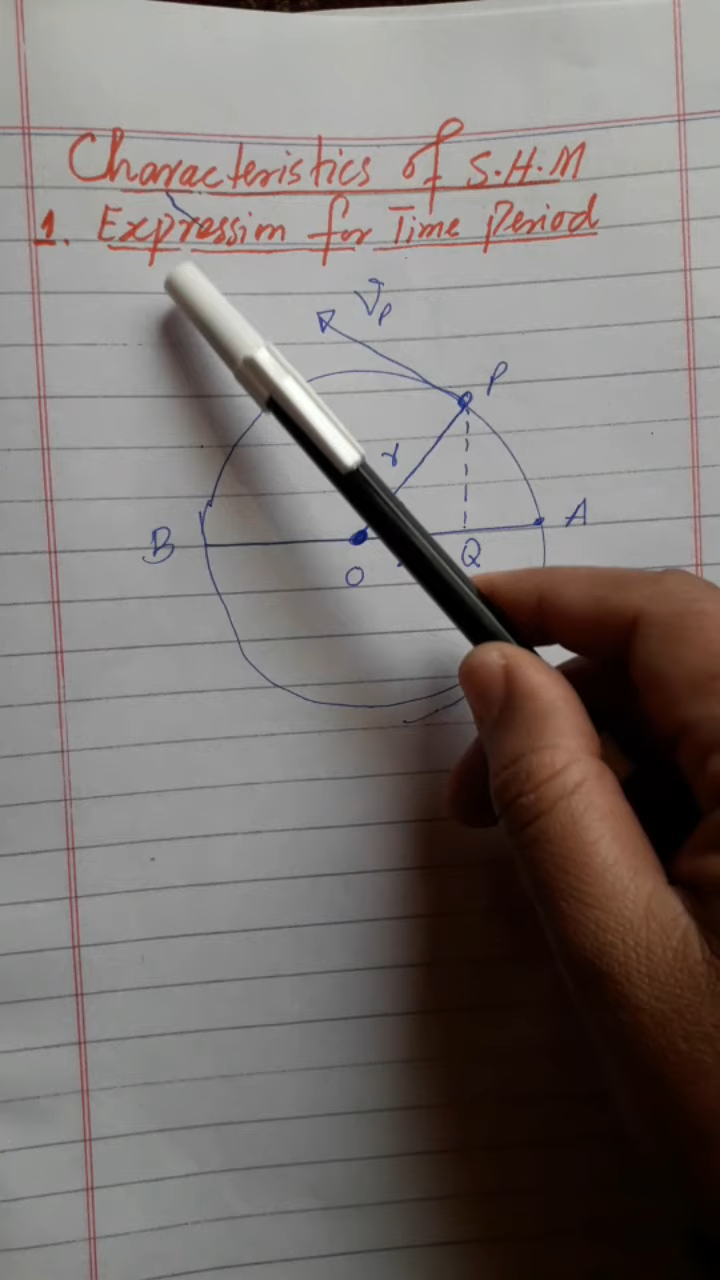 Characteristics of S.H.M
1. Expression for Time Period
Vp
P
r
B
A
O
Q